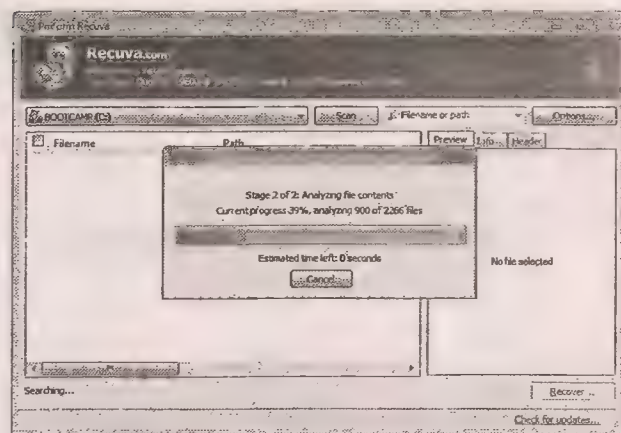 Piriform Recuva
Recuva.com
BOOTCAMP (C:)
Scan
Filename or path
Options...
Filename
Path
Preview
Info
Header
Stage 2 of 2: Analyzing file contents
Current progress 39%, analyzing 900 of 2266 files
Estimated time left: 0 seconds
Cancel
No file selected
Searching...
Recover ..
Check for updates...